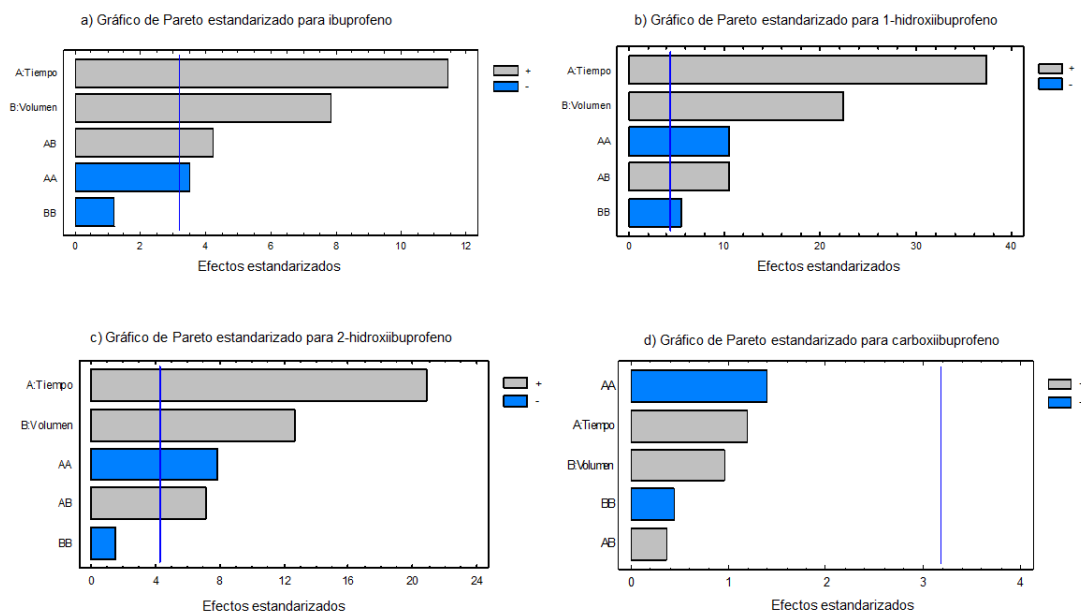 a) Gráfico de Pareto estandarizado para ibuprofeno
A:Tiempo
B:Volumen
AB
AA
BB
+
-
0 2 4 6 8 10 12
Efectos estandarizados
b) Gráfico de Pareto estandarizado para 1-hidroxiibuprofeno
A:Tiempo
B:Volumen
AA
AB
BB
+
-
0 10 20 30 40
Efectos estandarizados
c) Gráfico de Pareto estandarizado para 2-hidroxiibuprofeno
A:Tiempo
B:Volumen
AA
AB
BB
+
-
0 4 8 12 16 20 24
Efectos estandarizados
d) Gráfico de Pareto estandarizado para carboxiibuprofeno
AA
A:Tiempo
B:Volumen
BB
AB
0 1 2 3 4
Efectos estandarizados